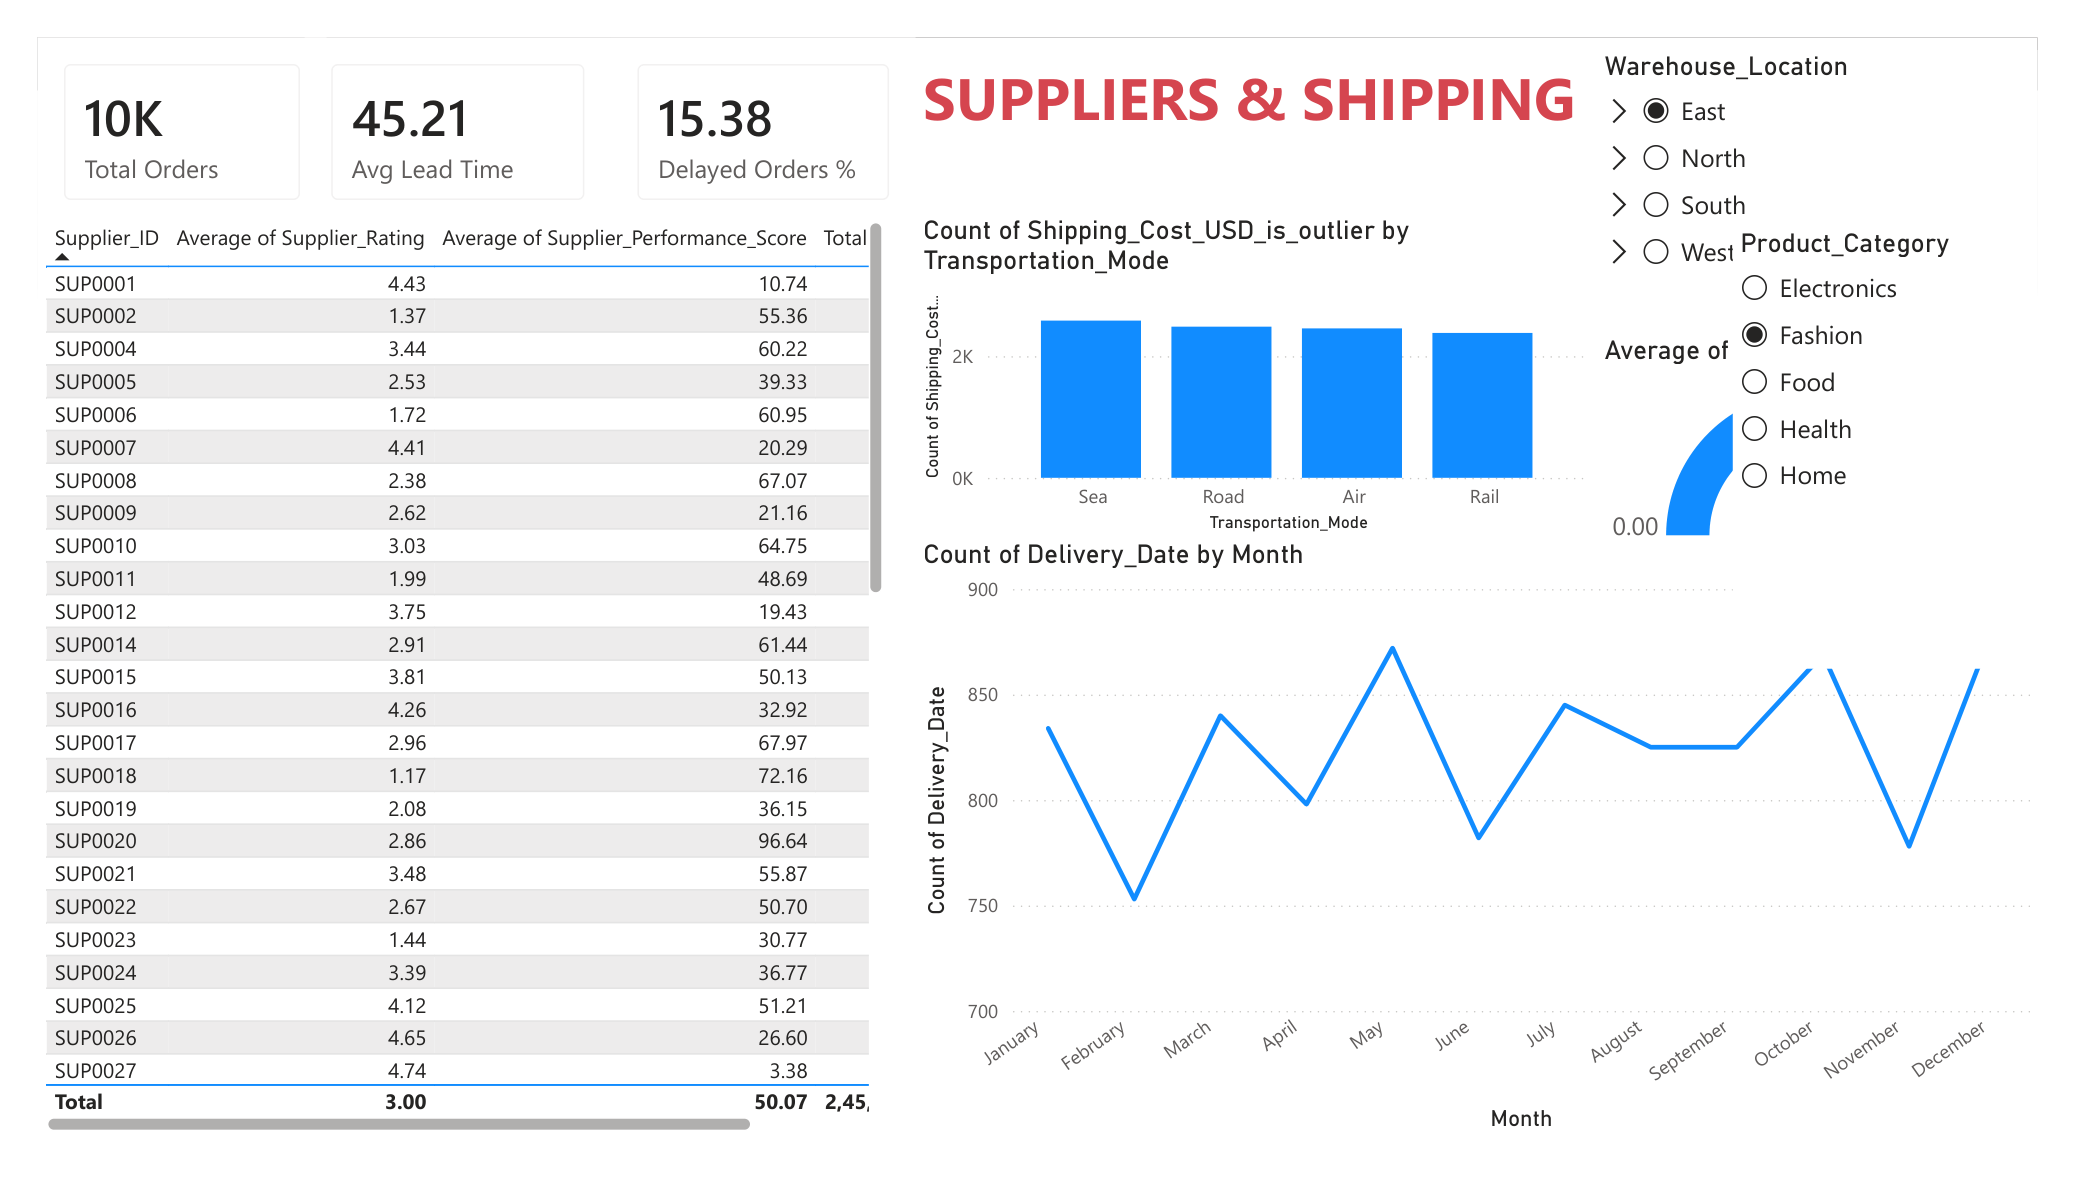 10K
Total Orders
45.21
Avg Lead Time
15.38
Delayed Orders %
SUPPLIERS & SHIPPING
Warehouse_Location
East
North
South
West
Product_Category
Electronics
Fashion
Food
Health
Home
Supplier_ID Average of Supplier_Rating Average of Supplier_Performance_Score Total
SUP0001 4.43 10.74
SUP0002 1.37 55.36
SUP0004 3.44 60.22
SUP0005 2.53 39.33
SUP0006 1.72 60.95
SUP0007 4.41 20.29
SUP0008 2.38 67.07
SUP0009 2.62 21.16
SUP0010 3.03 64.75
SUP0011 1.99 48.69
SUP0012 3.75 19.43
SUP0014 2.91 61.44
SUP0015 3.81 50.13
SUP0016 4.26 32.92
SUP0017 2.96 67.97
SUP0018 1.17 72.16
SUP0019 2.08 36.15
SUP0020 2.86 96.64
SUP0021 3.48 55.87
SUP0022 2.67 50.70
SUP0023 1.44 30.77
SUP0024 3.39 36.77
SUP0025 4.12 51.21
SUP0026 4.65 26.60
SUP0027 4.74 3.38
Total 3.00 50.07 2,45,
Count of Shipping_Cost_USD_is_outlier by
Transportation_Mode
Count of Shipping_Cost...
2K
0K
Sea Road Air Rail
Transportation_Mode
Average of
0.00
Count of Delivery_Date by Month
Count of Delivery_Date
900
850
800
750
700
January February March April May June July August September October November December
Month